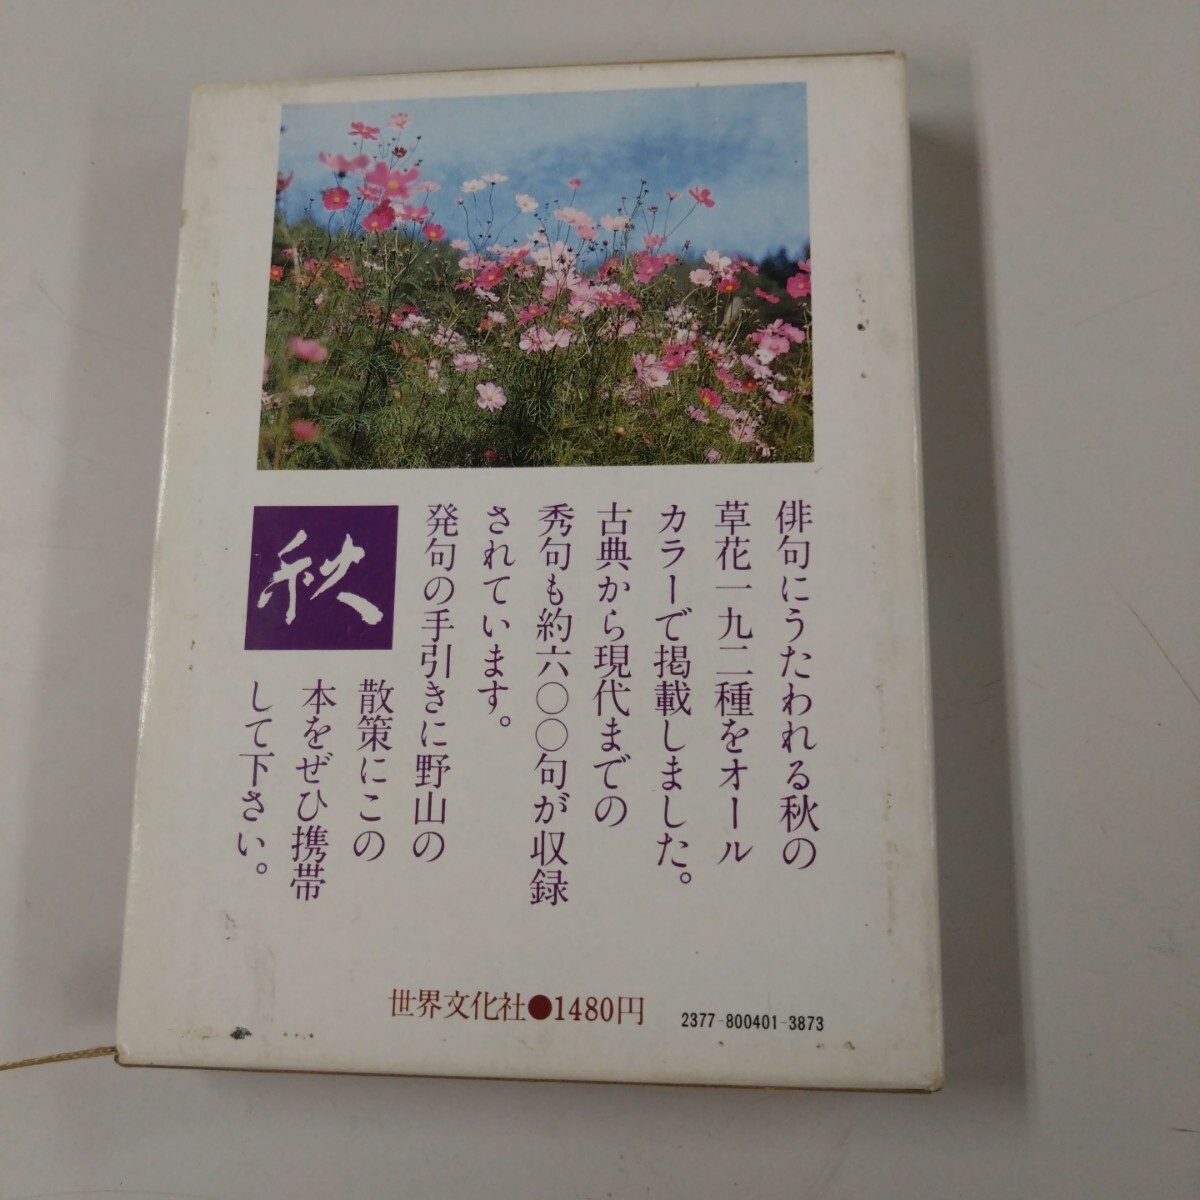 俳句にうたわれる秋の
草花一九二種をオール
カラーで掲載しました。
古典から現代までの
秀句も約六〇〇句が収録
されています。
発句の手引きに野山の
散策にこの
本をぜひ携帯
して下さい。
秋
世界文化社●1480円
2377-800401-3873